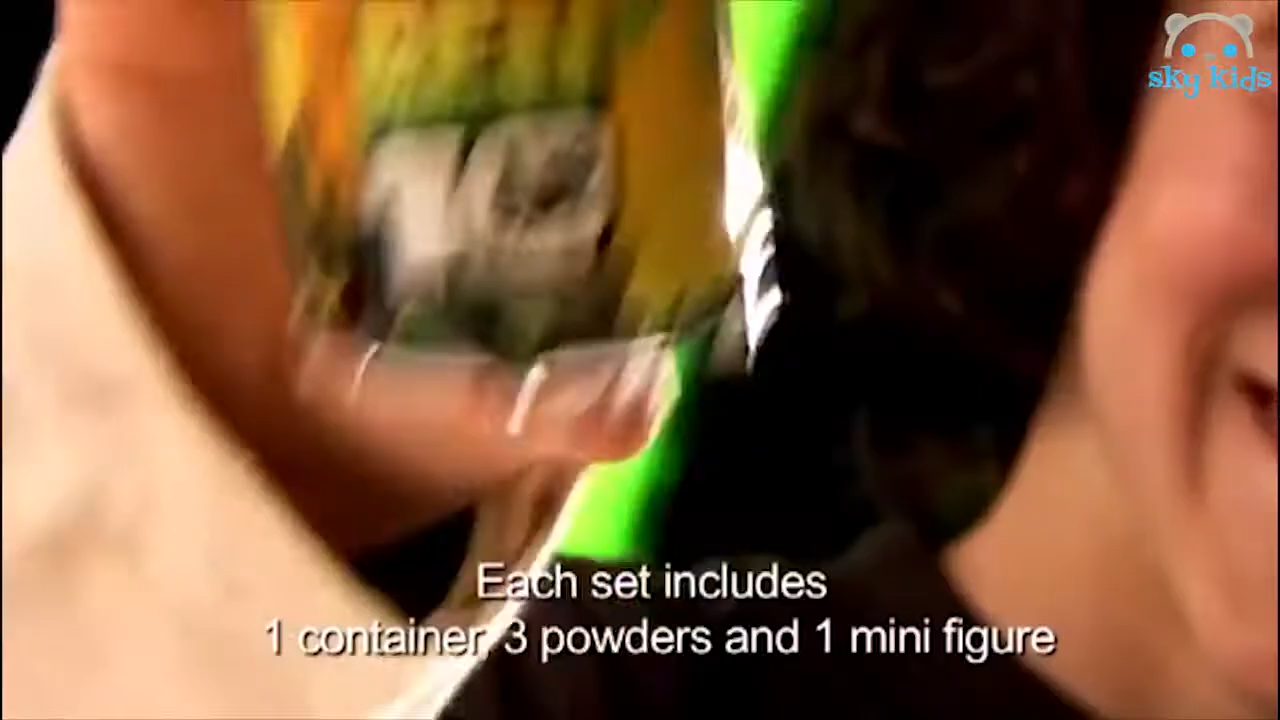 sky kids
Each set includes
1 container, 3 powders and 1 mini figure